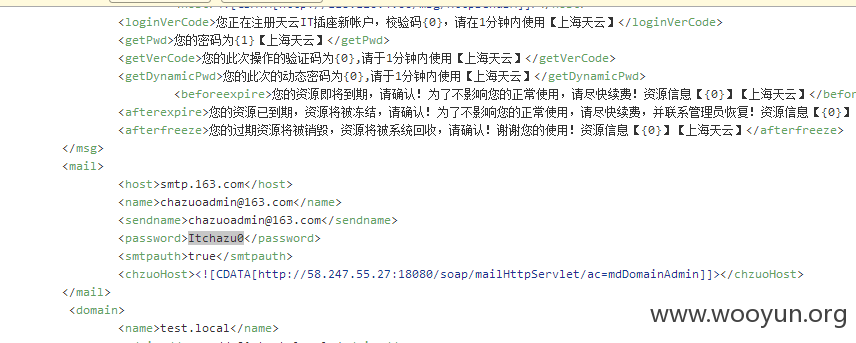 <loginVerCode>您正在注册天云IT插座新帐户，校验码{0}，请在1分钟内使用【上海天云】</loginVerCode>
<getPwd>您的密码为{1}【上海天云】</getPwd>
<getVerCode>您的此次操作的验证码为{0},请于1分钟内使用【上海天云】</getVerCode>
<getDynamicPwd>您的此次的动态密码为{0},请于1分钟内使用【上海天云】</getDynamicPwd>
<beforeexpire>您的资源即将到期，请确认！为了不影响您的正常使用，请尽快续费！资源信息【{0}】【上海天云】</befor
<afterexpire>您的资源已到期，资源将被冻结，请确认！为了不影响您的正常使用，请尽快续费，并联系管理员恢复！资源信息【{0}】
<afterfreeze>您的过期资源将被销毁，资源将被系统回收，请确认！谢谢您的使用！资源信息【{0}】【上海天云】</afterfreeze>
</msg>
<mail>
<host>smtp.163.com</host>
<name>chazuoadmin@163.com</name>
<sendname>chazuoadmin@163.com</sendname>
<password>Itchazu0</password>
<smtpauth>true</smtpauth>
<chzuoHost><![CDATA[http://58.247.55.27:18080/soap/mailHttpServlet/ac=mdDomainAdmin]]></chzuoHost>
</mail>
<domain>
<name>test.local</name>
www.wooyun.org